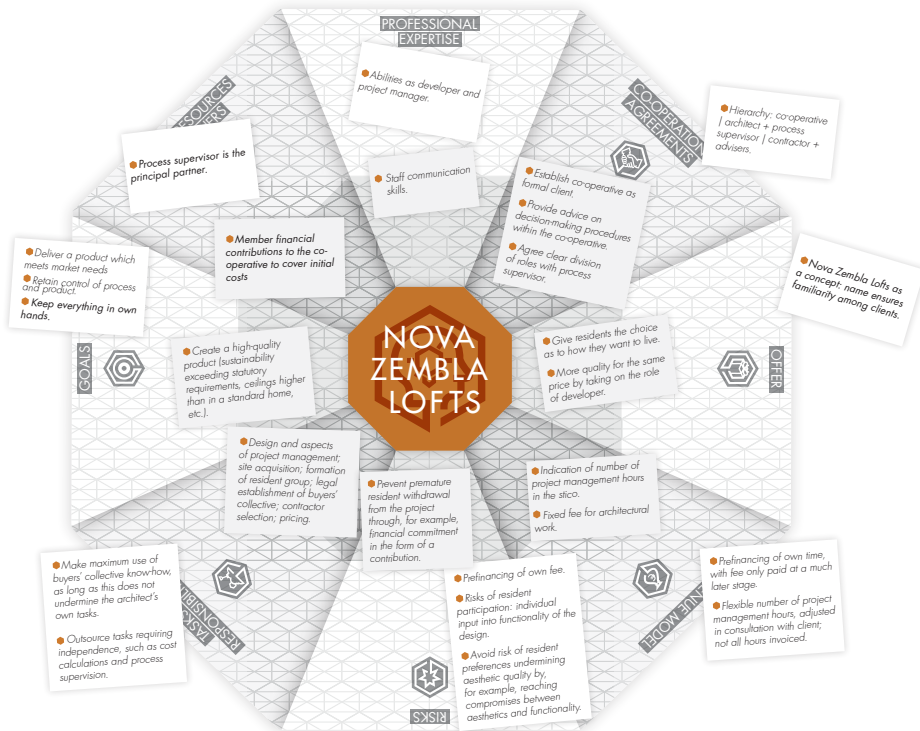 PROFESSIONAL
EXPERTISE
Abilities as developer and
project manager.
Staff communication
skills.
CO-OPERATION
AGREEMENTS
Hierarchy: co-operative
| architect + process
supervisor | contractor +
advisers.
Establish co-operative as
formal client.
Provide advice on
decision-making procedures
within the co-operative.
Agree clear division
of roles with process
supervisor.
Process supervisor is the
principal partner.
Member financial
contributions to the co-
operative to cover initial
costs
Deliver a product which
meets market needs
Retain control of process
and product.
Keep everything in own
hands.
GOALS
Create a high-quality
product (sustainability
exceeding statutory
requirements, ceilings higher
than in a standard home,
etc.).
NOVA
ZEMBLA
LOFTS
Give residents the choice
as to how they want to live.
More quality for the same
price by taking on the role
of developer.
OFFER
Nova Zembla Lofts as
a concept: name ensures
familiarity among clients.
Design and aspects
of project management;
site acquisition; formation
of resident group; legal
establishment of buyers'
collective; contractor
selection; pricing.
Prevent premature
resident withdrawal
from the project
through, for example,
financial commitment
in the form of a
contribution.
Indication of number of
project management hours
in the stico.
Fixed fee for architectural
work.
Make maximum use of
buyers' collective know-how,
as long as this does not
undermine the architect's
own tasks.
Outsource tasks requiring
independence, such as cost
calculations and process
supervision.
TASKS
Prefinancing of own fee.
Risks of resident
participation: individual
input into functionality of the
design.
Avoid risk of resident
preferences undermining
aesthetic quality by,
for example, reaching
compromises between
aesthetics and functionality.
RISKS
MODEL
Prefinancing of own time,
with fee only paid at a much
later stage.
Flexible number of project
management hours, adjusted
in consultation with client;
not all hours invoiced.